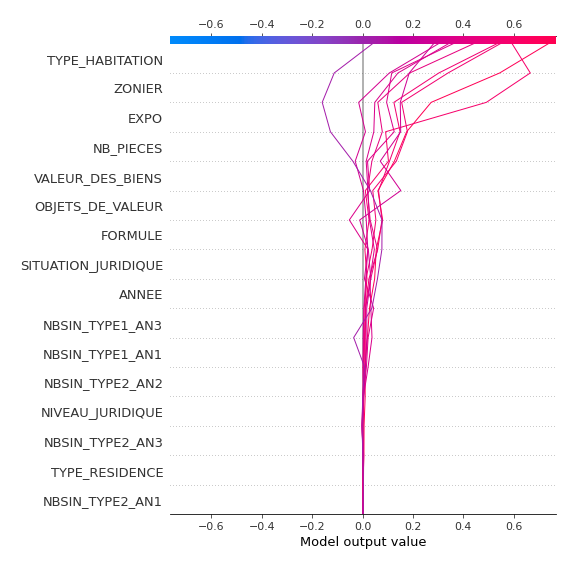 −0.6 −0.4 −0.2 0.0 0.2 0.4 0.6
TYPE_HABITATION
ZONIER
EXPO
NB_PIECES
VALEUR_DES_BIENS
OBJETS_DE_VALEUR
FORMULE
SITUATION_JURIDIQUE
ANNEE
NBSIN_TYPE1_AN3
NBSIN_TYPE1_AN1
NBSIN_TYPE2_AN2
NIVEAU_JURIDIQUE
NBSIN_TYPE2_AN3
TYPE_RESIDENCE
NBSIN_TYPE2_AN1
−0.6 −0.4 −0.2 0.0 0.2 0.4 0.6
Model output value